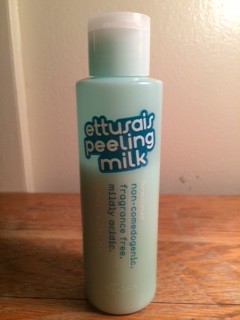 ettusais
peeling
milk
non-comedogenic.
fragrance free.
mildly acidic.